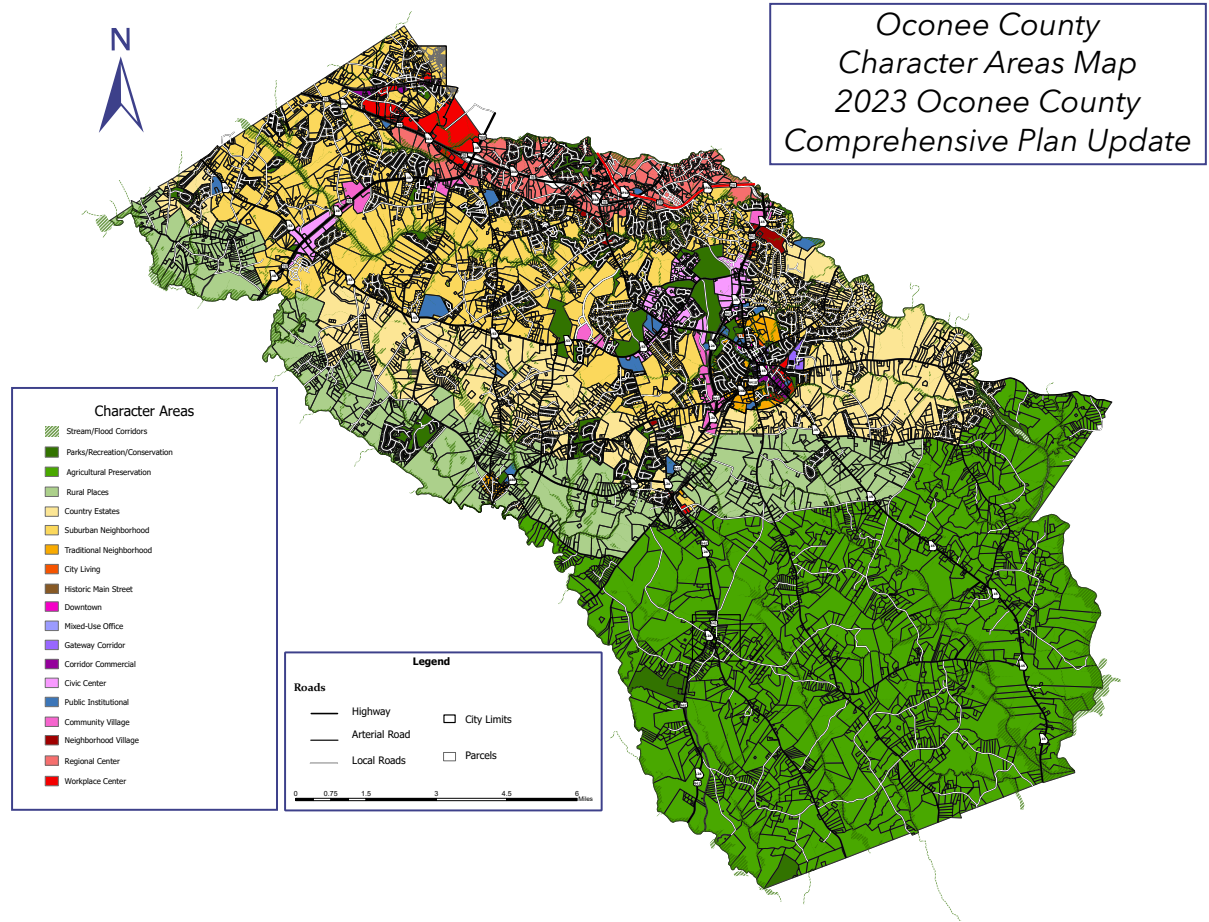 Oconee County
Character Areas Map
2023 Oconee County
Comprehensive Plan Update
N
Character Areas
Stream/Flood Corridors
Parks/Recreation/Conservation
Agricultural Preservation
Rural Places
Country Estates
Suburban Neighborhood
Traditional Neighborhood
City Living
Historic Main Street
Downtown
Mixed-Use Office
Gateway Corridor
Corridor Commercial
Civic Center
Public Institutional
Community Village
Neighborhood Village
Regional Center
Workplace Center
Legend
Roads
Highway
Arterial Road
Local Roads
City Limits
Parcels
0 0.75 1.5 3 4.5 6
Miles